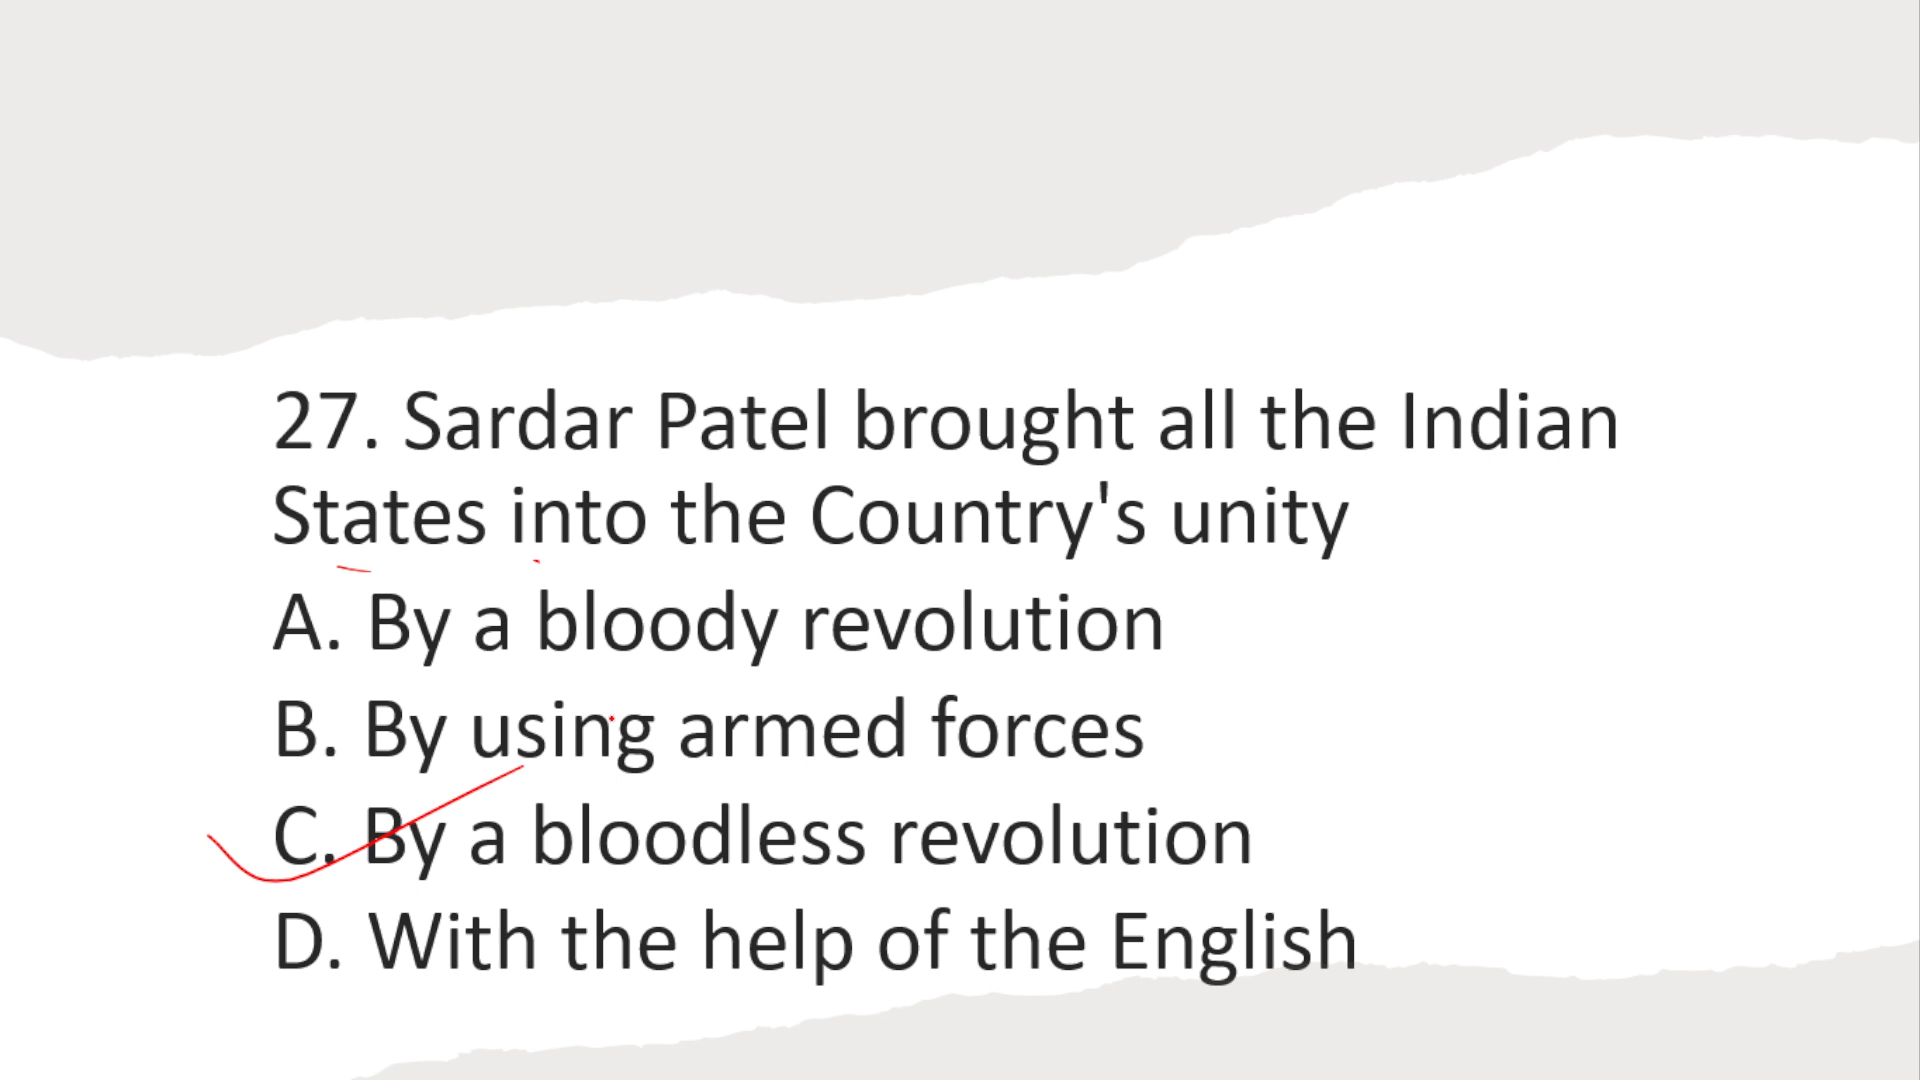 27. Sardar Patel brought all the Indian
States into the Country's unity
A. By a bloody revolution
B. By using armed forces
C. By a bloodless revolution
D. With the help of the English